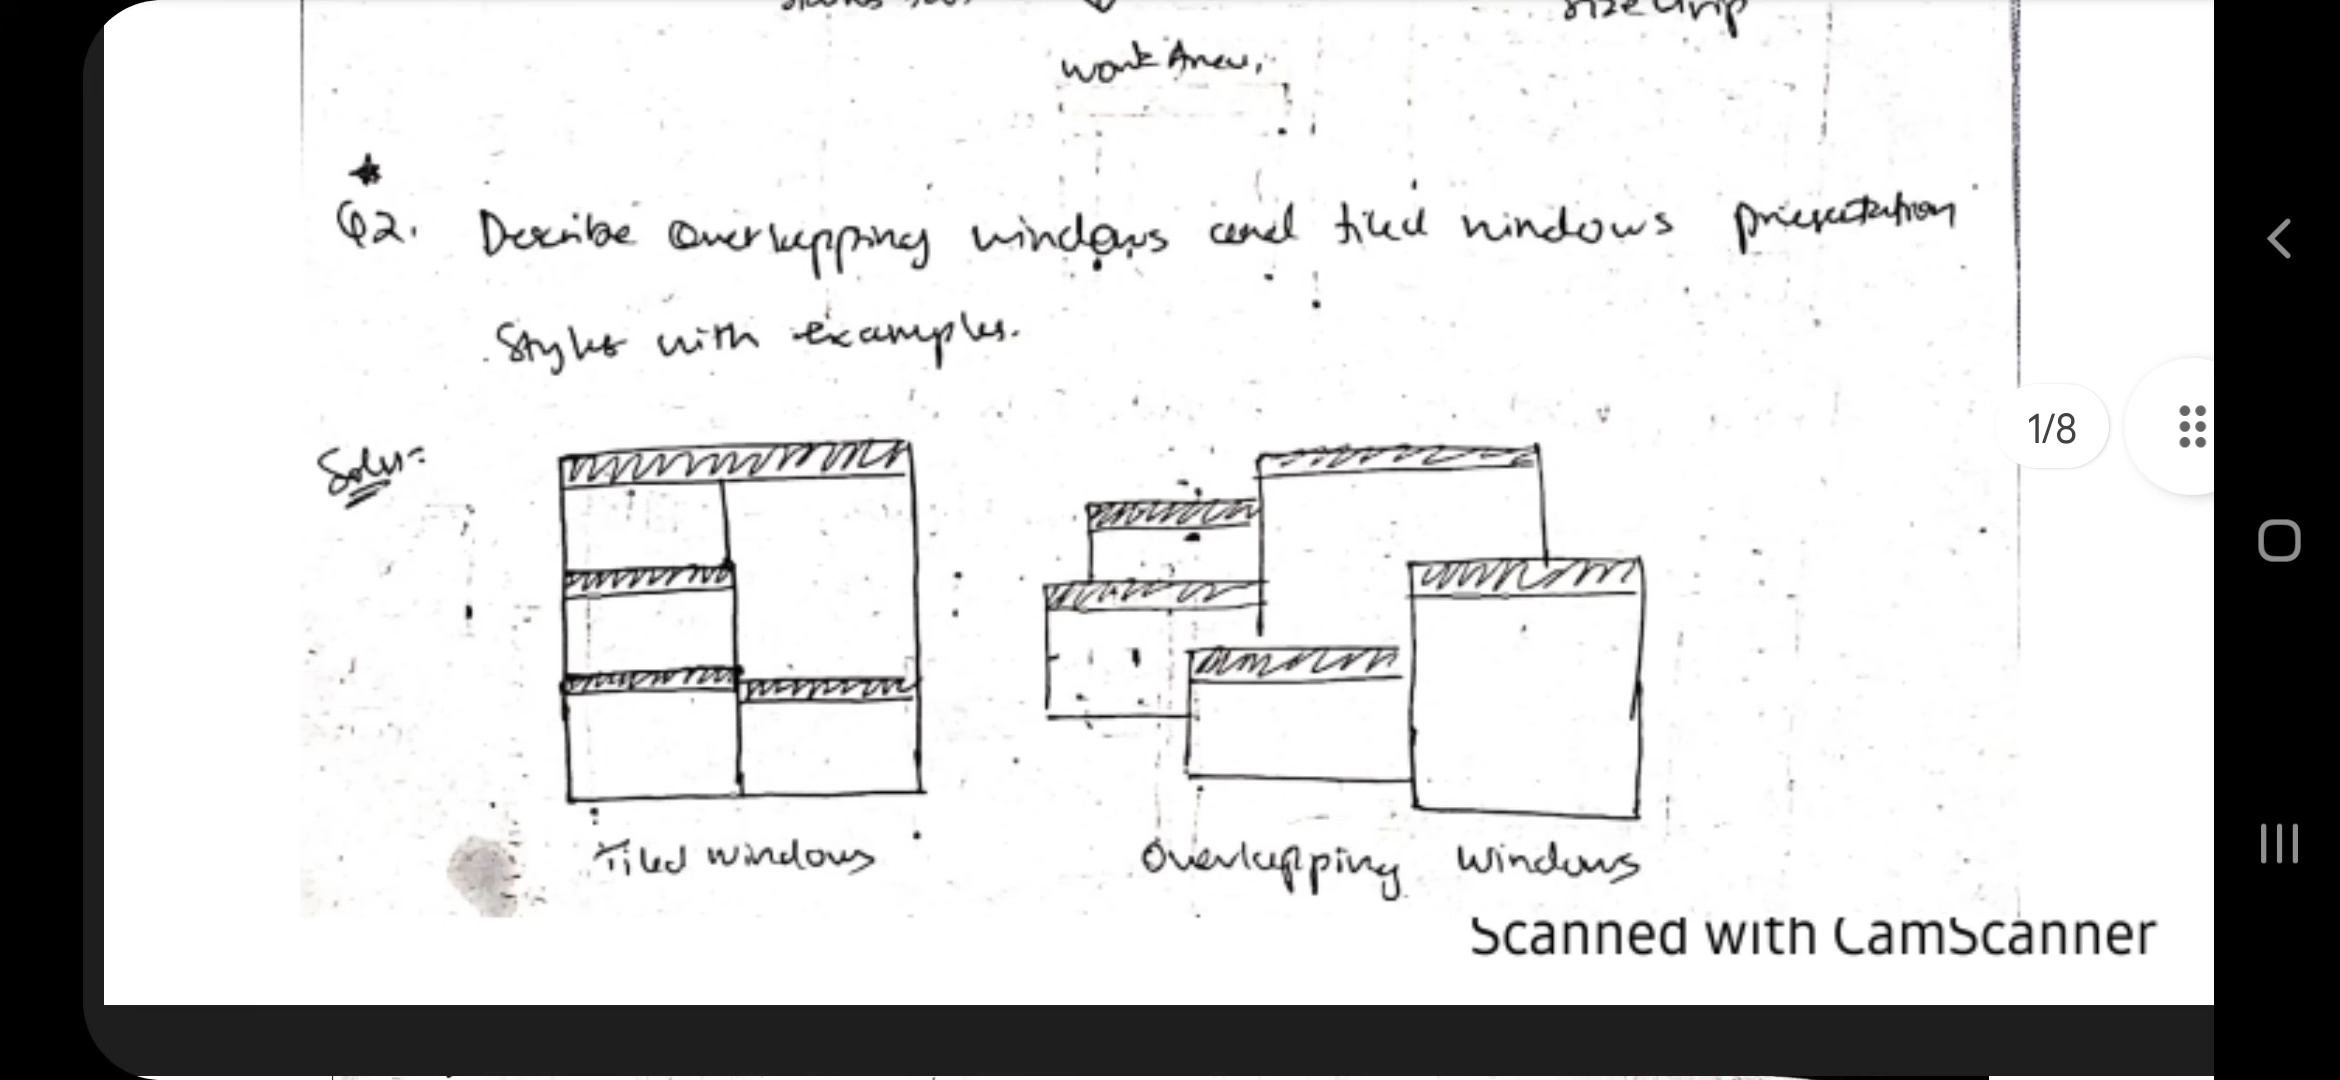 Work Area.
Q2. Describe Overlapping windows and tiled windows presentation
Styles with examples.
1/8
Soln:
Tiled windows
Overlapping windows
Scanned with CamScanner